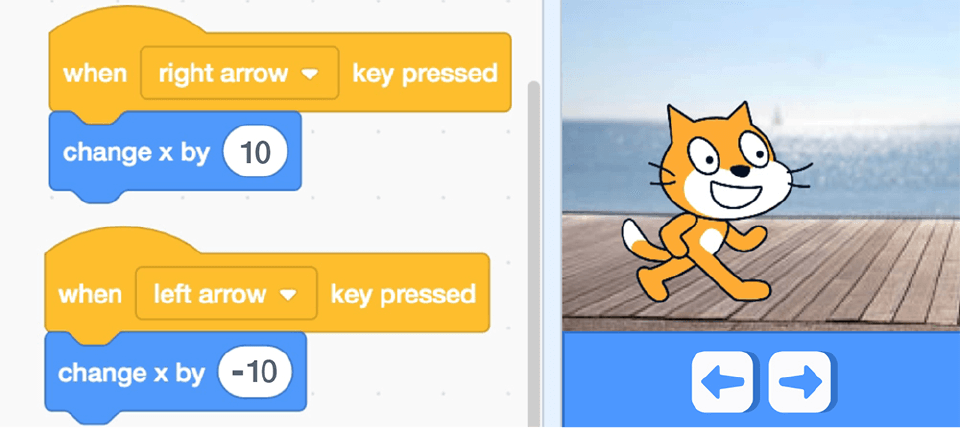 when right arrow key pressed
change x by 10
when left arrow key pressed
change x by -10